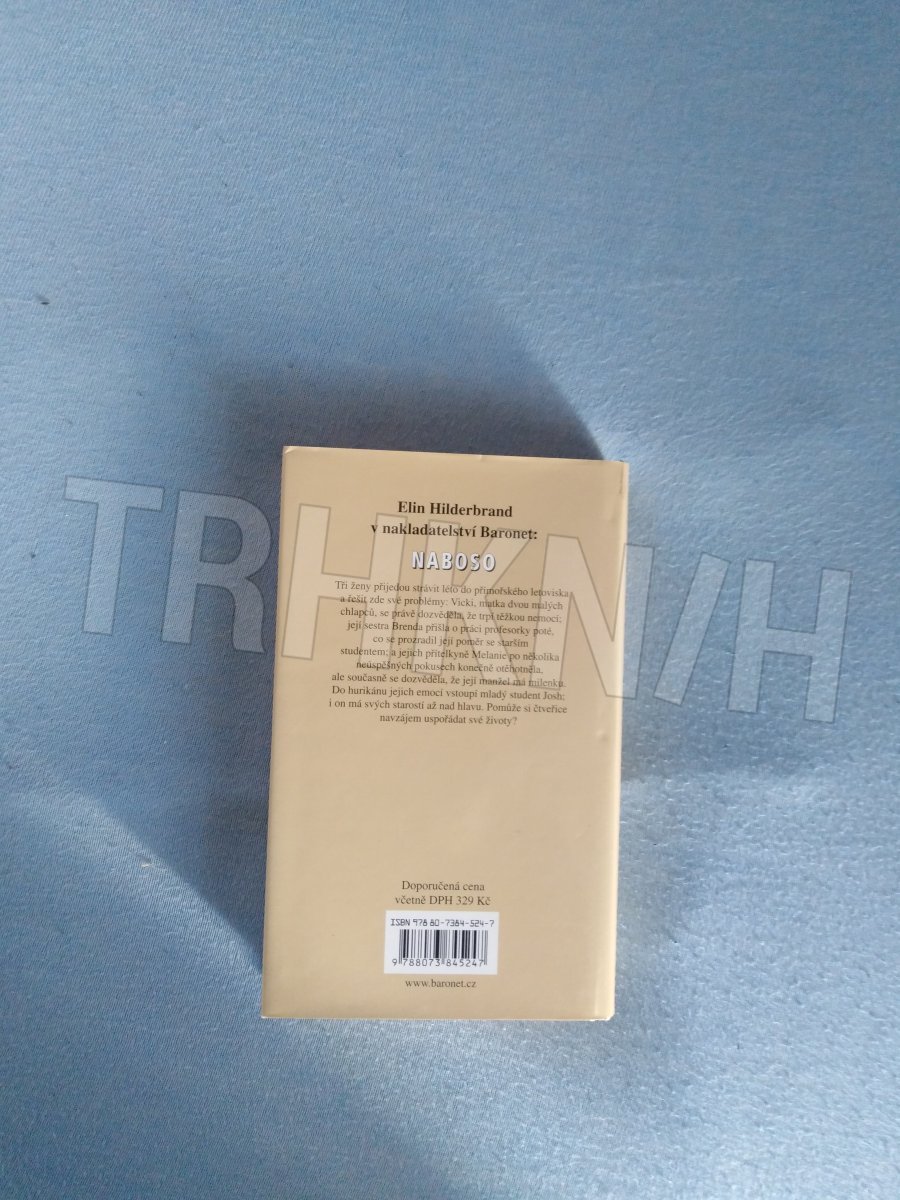 Elin Hilderbrand
v nakladatelství Baronet:
NABOSO
Tři ženy přijedou strávit léto do přímořského letoviska
a řešit zde své problémy: Vicki, matka dvou malých
chlapců, se právě dozvěděla, že trpí těžkou nemocí;
její sestra Brenda přišla o práci profesorky poté,
co se prozradil její poměr se starším
studentem; a jejich přítelkyně Melanie po několika
neúspěšných pokusech konečně otěhotněla,
ale současně se dozvěděla, že její manžel má milenku.
Do hurikánu jejich emocí vstoupí mladý student Josh;
i on má svých starostí až nad hlavu. Pomůže si čtveřice
navzájem uspořádat své životy?
TRHKN/H
Doporučená cena
včetně DPH 329 Kč
ISBN 978 80-7384-524-7
9 788073 845247
www.baronet.cz